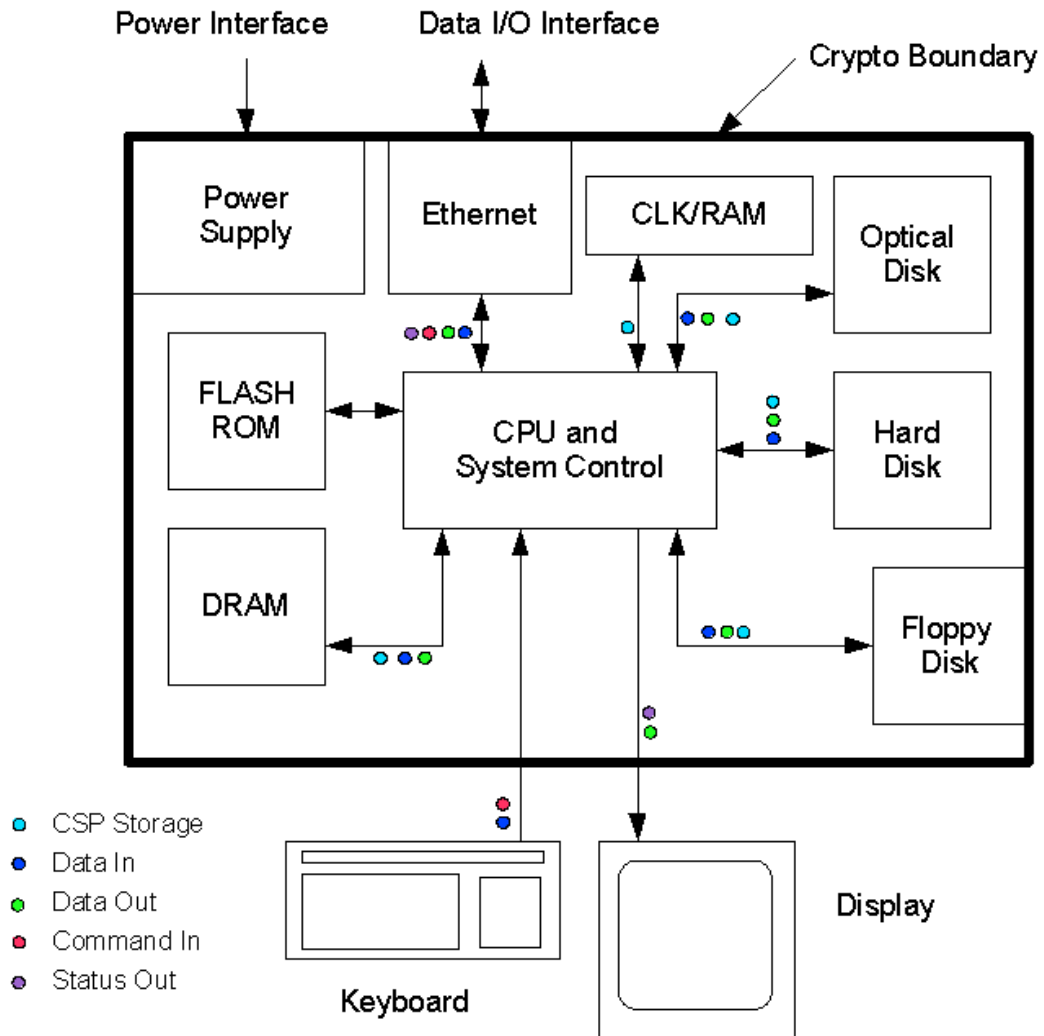 Power Interface
Data I/O Interface
Crypto Boundary
Power
Supply
Ethernet
CLK/RAM
Optical
Disk
FLASH
ROM
CPU and
System Control
Hard
Disk
DRAM
Floppy
Disk
CSP Storage
Data In
Data Out
Command In
Status Out
Keyboard
Display